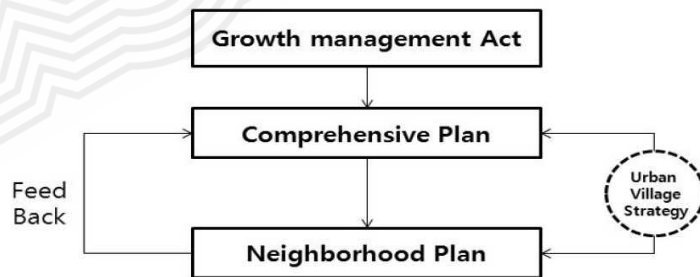 Growth management Act
Comprehensive Plan
Feed
Back
Urban
Village
Strategy
Neighborhood Plan